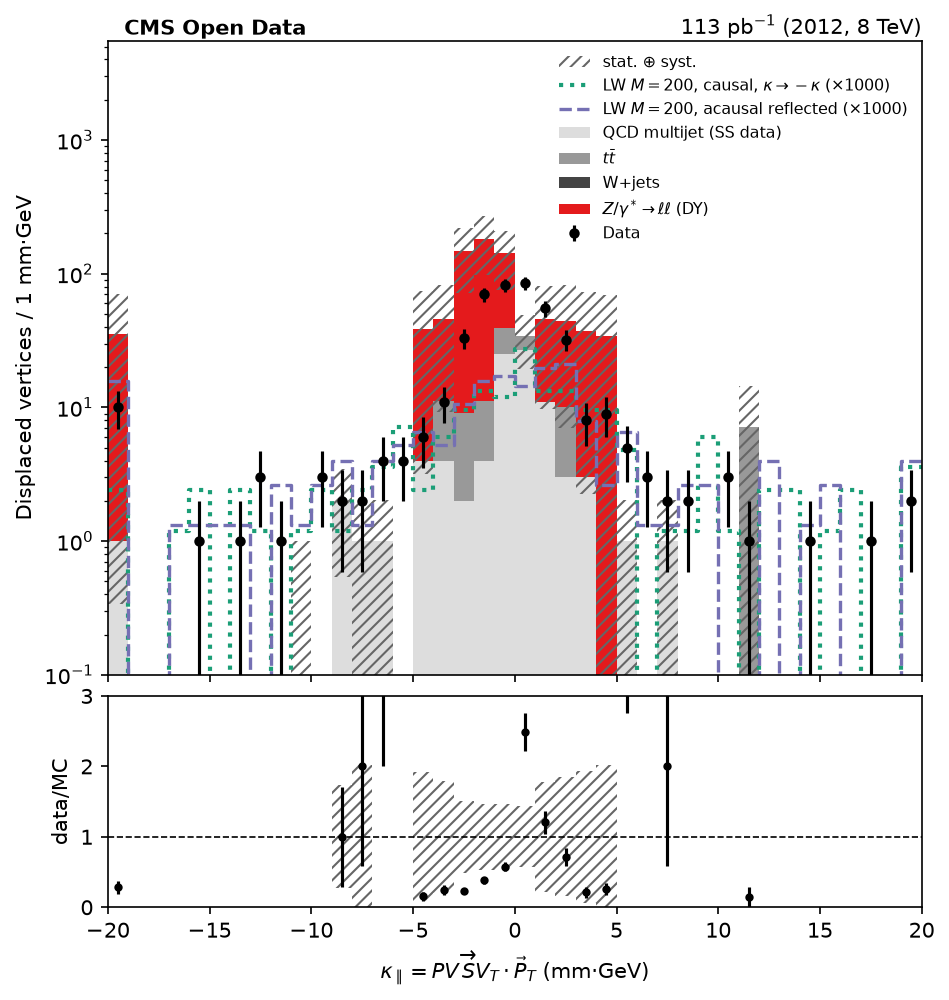 CMS Open Data
113 pb⁻¹ (2012, 8 TeV)
stat. ⊕ syst.
LW M = 200, causal, κ → − κ (×1000)
LW M = 200, acausal reflected (×1000)
QCD multijet (SS data)
tt̄
W+jets
Z/γ* → ℓℓ (DY)
Data
Displaced vertices / 1 mm·GeV
10³
10²
10¹
10⁰
10⁻¹
data/MC
3
2
1
0
−20 −15 −10 −5 0 5 10 15 20
κ∥ = PV⃗SV_T · P⃗_T (mm·GeV)